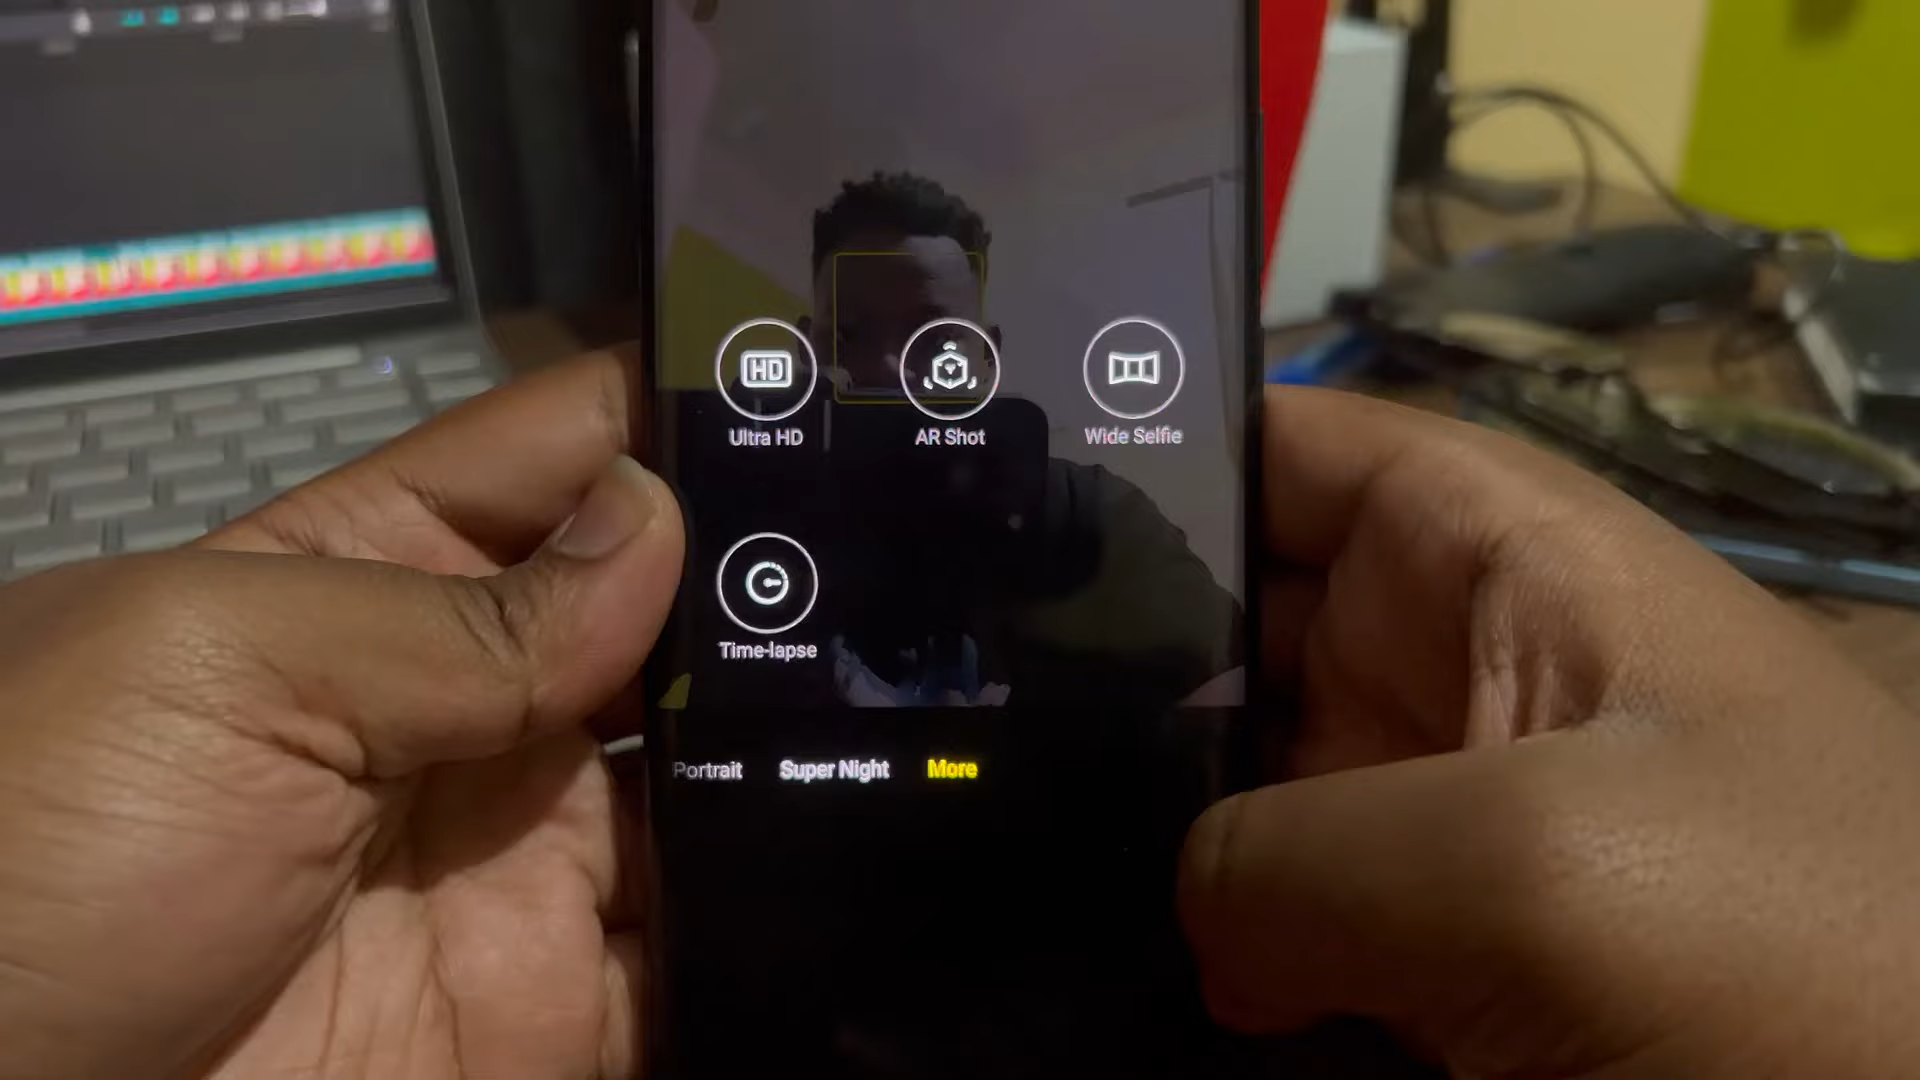 HD
Ultra HD
AR Shot
Wide Selfie
Time-lapse
Portrait Super Night More